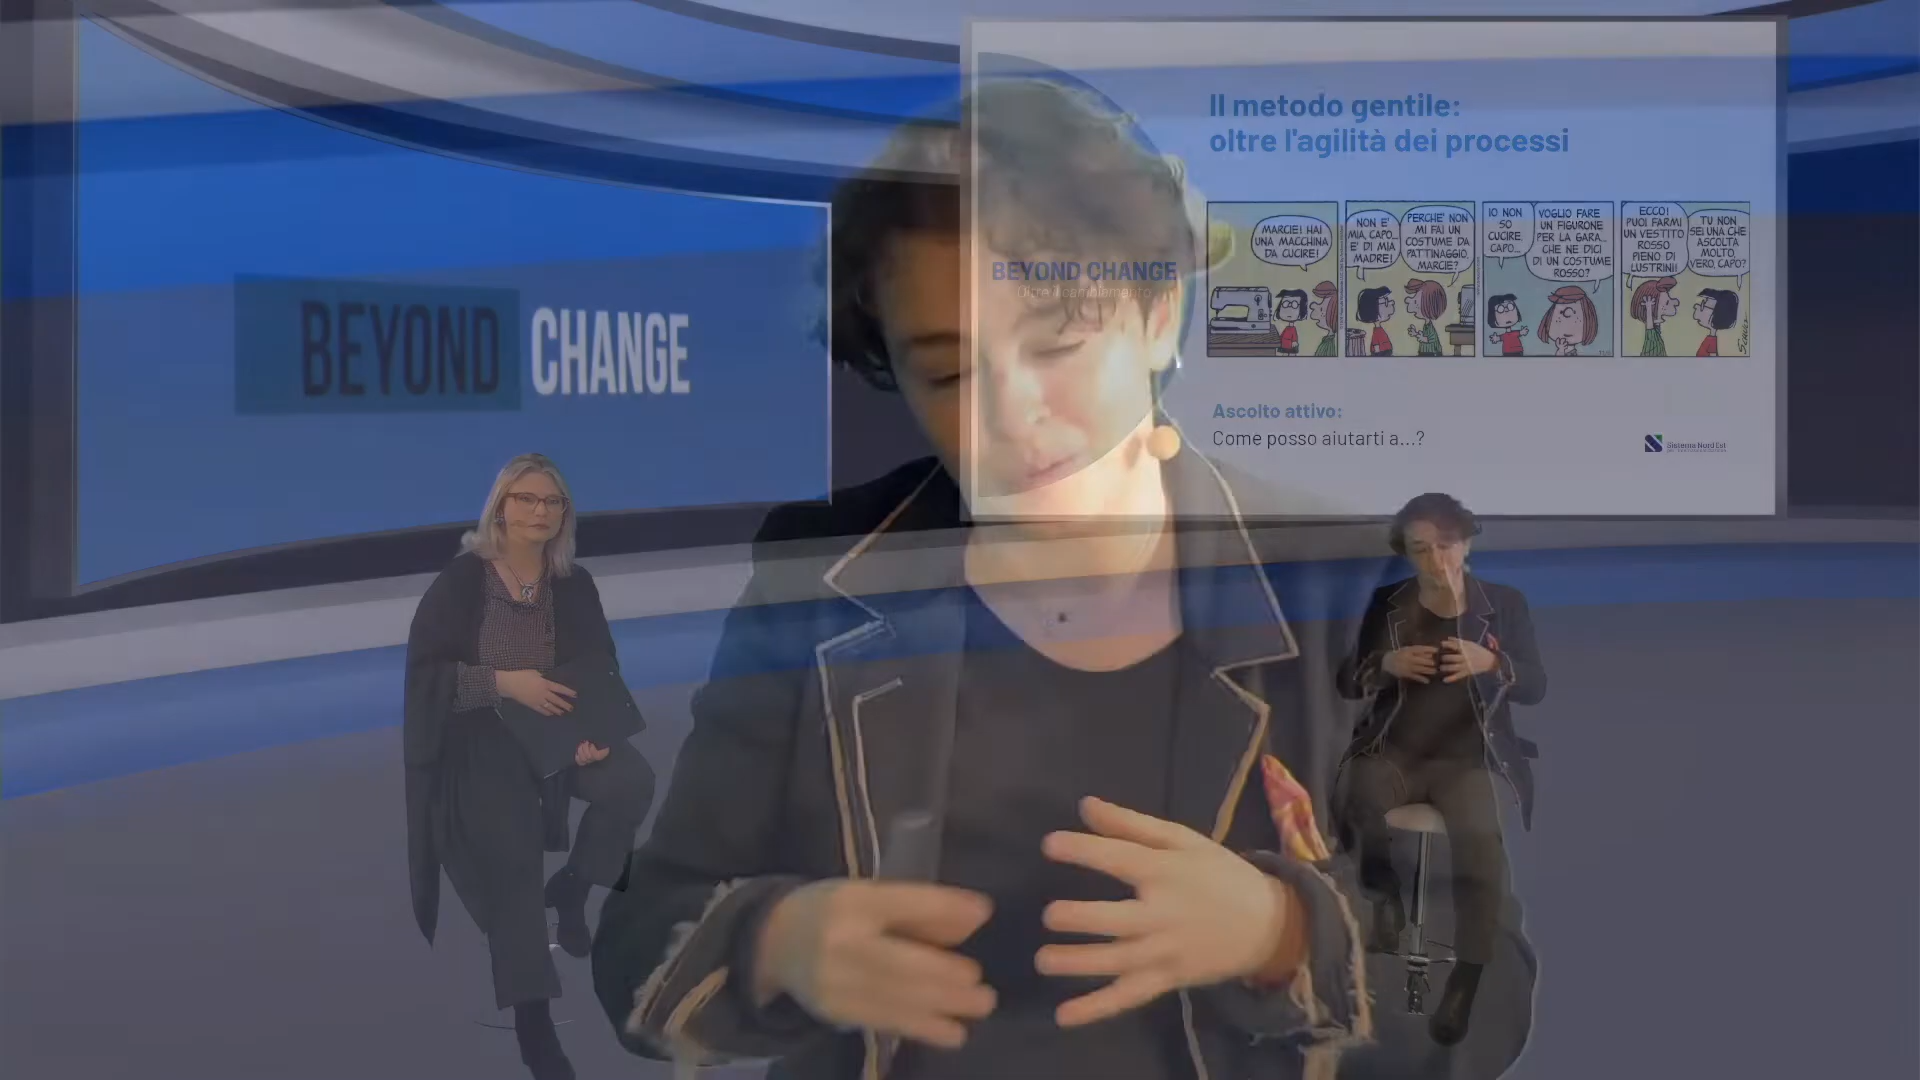 BEYOND CHANGE
Il metodo gentile:
oltre l'agilità dei processi
BEYOND CHANGE
Oltre il cambiamento
MARCIE! HAI
UNA MACCHINA
DA CUCIRE!
NON E'
MIA, CAPO...
E' DI MIA
MADRE!
PERCHE' NON
MI FAI UN
COSTUME DA
PATTINAGGIO,
MARCIE?
IO NON
SO
CUCIRE,
CAPO...
VOGLIO FARE
UN FIGURONE
PER LA GARA...
CHE NE DICI
DI UN COSTUME
ROSSO?
ECCO!
PUOI FARMI
UN VESTITO
ROSSO
PIENO DI
LUSTRINI!
TU NON
SEI UNA CHE
ASCOLTA
MOLTO,
VERO, CAPO?
Ascolto attivo:
Come posso aiutarti a...?
Sistema Nord Est